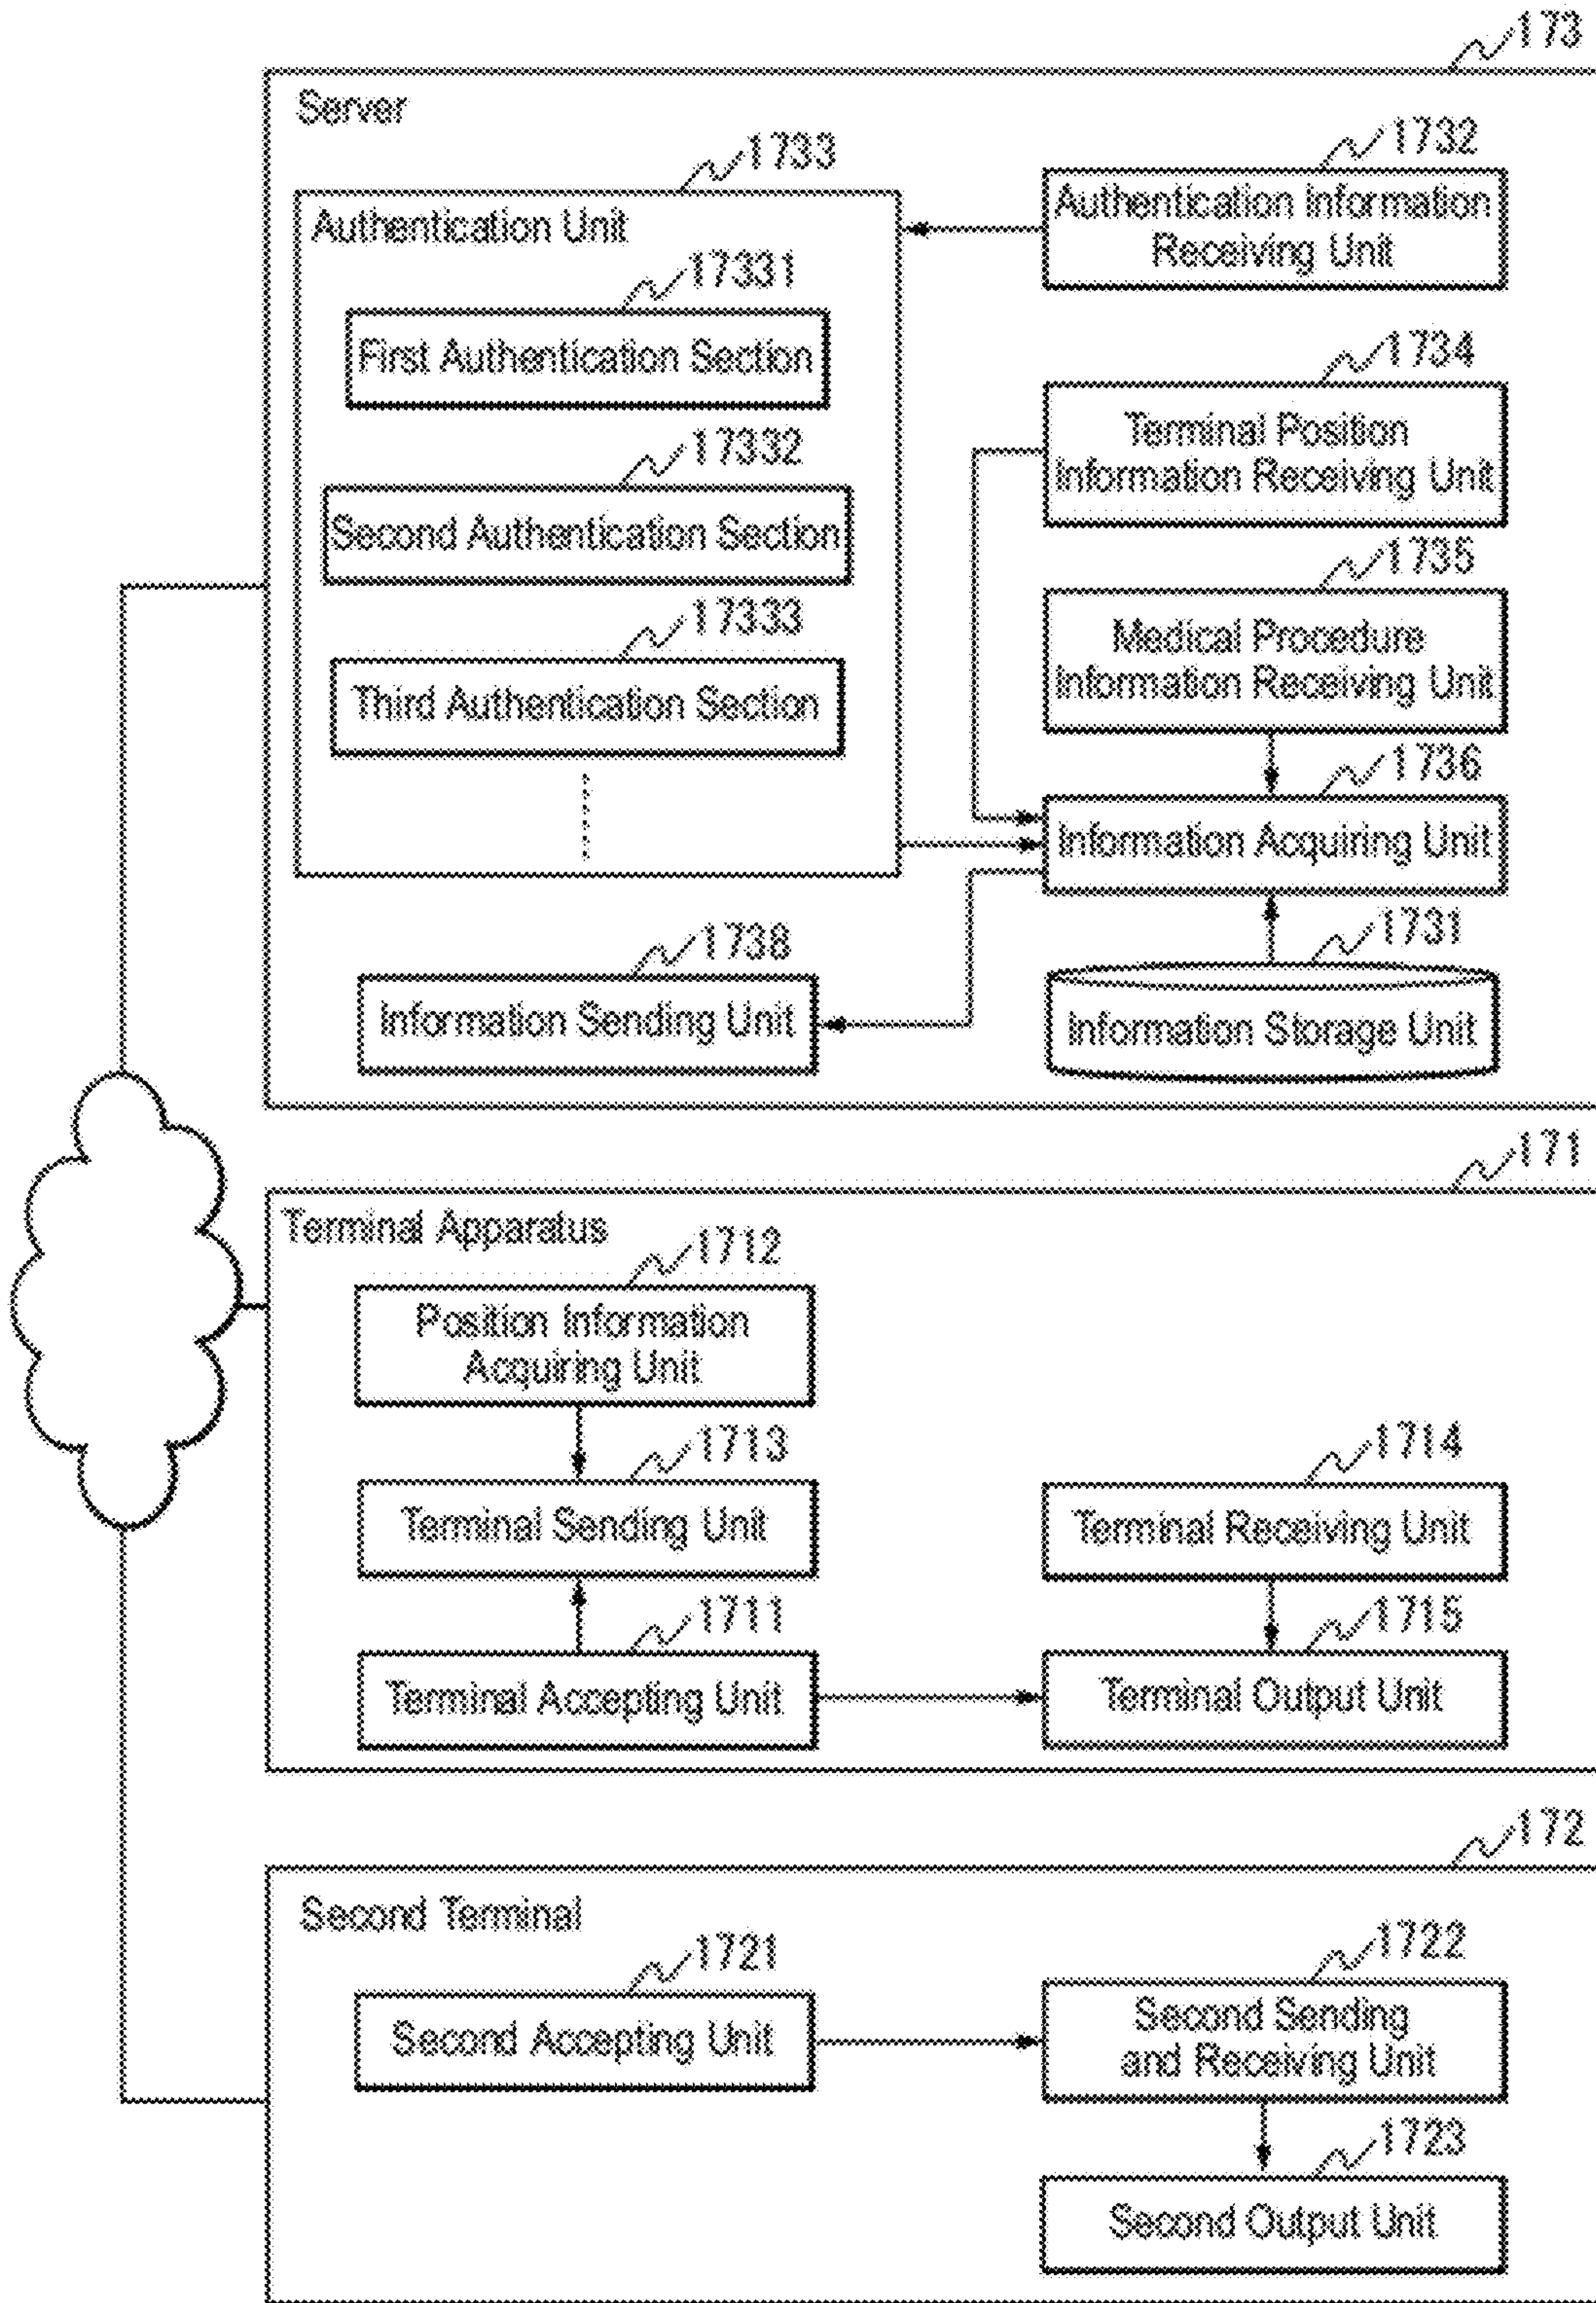 173
Server
1733
1732
Authentication Unit
Authentication Information
Receiving Unit
17331
First Authentication Section
1734
Terminal Position
Information Receiving Unit
17332
Second Authentication Section
1735
Medical Procedure
Information Receiving Unit
17333
Third Authentication Section
1736
Information Acquiring Unit
1738
Information Sending Unit
1731
Information Storage Unit
171
Terminal Apparatus
1712
Position Information
Acquiring Unit
1713
Terminal Sending Unit
1714
Terminal Receiving Unit
1711
Terminal Accepting Unit
1715
Terminal Output Unit
172
Second Terminal
1721
Second Accepting Unit
1722
Second Sending
and Receiving Unit
1723
Second Output Unit